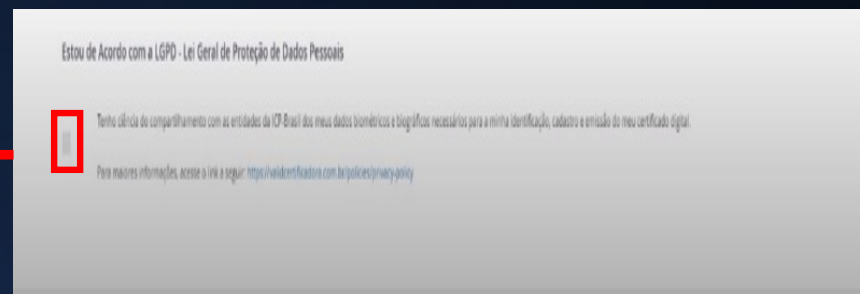 Estou de Acordo com a LGPD - Lei Geral de Proteção de Dados Pessoais
Tenho ciência do compartilhamento com as entidades da ICP-Brasil dos meus dados biométricos e biográficos necessários para a minha identificação, cadastro e emissão do meu certificado digital.
Para maiores informações, acesse o link a seguir: https://validcertificadora.com.br/policies/privacy-policy